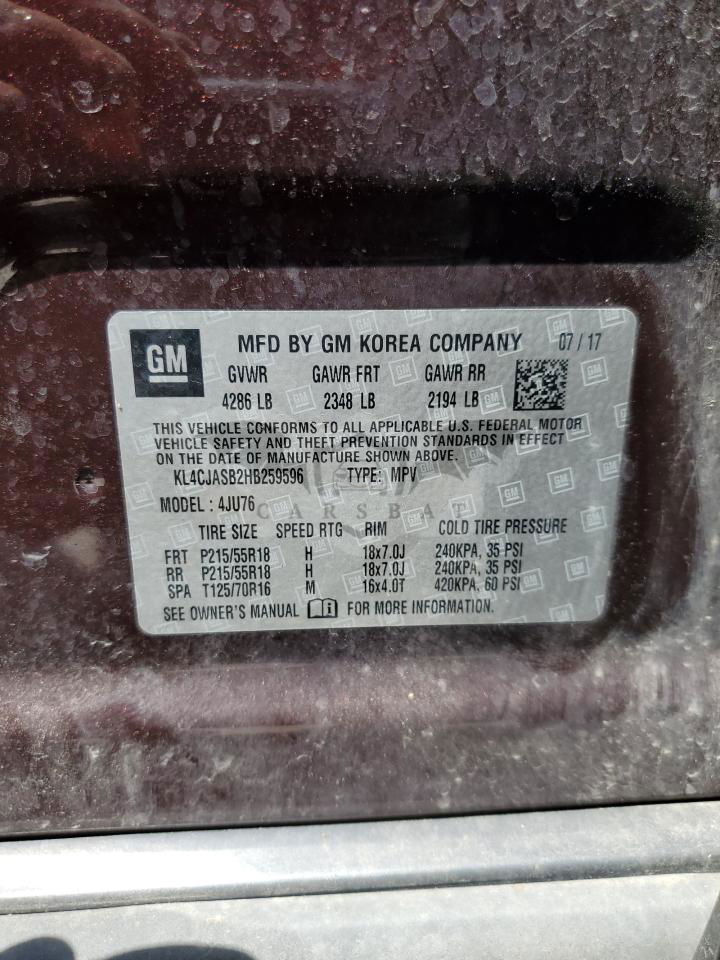 GM
MFD BY GM KOREA COMPANY 07/17
GVWR GAWR FRT GAWR RR
4286 LB 2348 LB 2194 LB
THIS VEHICLE CONFORMS TO ALL APPLICABLE U.S. FEDERAL MOTOR
VEHICLE SAFETY AND THEFT PREVENTION STANDARDS IN EFFECT
ON THE DATE OF MANUFACTURE SHOWN ABOVE.
KL4CJASB2HB259596 TYPE: MPV
MODEL: 4JU76
CARSBAT
TIRE SIZE SPEED RTG RIM COLD TIRE PRESSURE
FRT P215/55R18 H 18x7.0J 240KPA, 35 PSI
RR P215/55R18 H 18x7.0J 240KPA, 35 PSI
SPA T125/70R16 M 16x4.0T 420KPA, 60 PSI
SEE OWNER'S MANUAL FOR MORE INFORMATION.